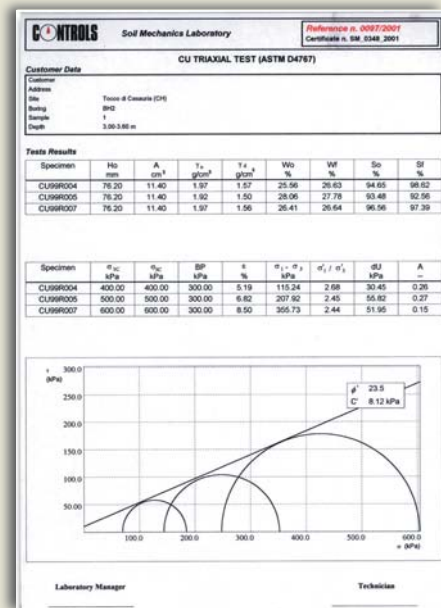 CONTROLS
Soil Mechanics Laboratory
Reference n. 0097/2001
Certificate n. SM_0348_2001
CU TRIAXIAL TEST (ASTM D4767)
Customer Data
Customer
Address
Site Tocco di Casauria (CH)
Boring BH2
Sample 1
Depth 3.00-3.60 m
Tests Results
Specimen Ho A γn γd Wo Wf So Sf
mm cm² g/cm³ g/cm³ % % % %
CU99R004 76.20 11.40 1.97 1.57 25.56 26.63 94.65 98.62
CU99R005 76.20 11.40 1.92 1.50 28.06 27.78 93.48 92.56
CU99R007 76.20 11.40 1.97 1.56 26.41 26.64 96.56 97.39
Specimen BP ε dU A
kPa kPa kPa % kPa kPa —
CU99R004 400.00 400.00 300.00 5.19 115.24 2.68 30.45 0.26
CU99R005 500.00 500.00 300.00 6.82 207.92 2.45 55.82 0.27
CU99R007 600.00 600.00 300.00 8.50 355.73 2.44 51.95 0.15
τ 300.0
(kPa)
250.0
200.0
150.0
100.0
50.00
ϕ' 23.5
C' 8.12 kPa
100.0 200.0 300.0 400.0 500.0 600.0
σ (kPa)
Laboratory Manager
Technician